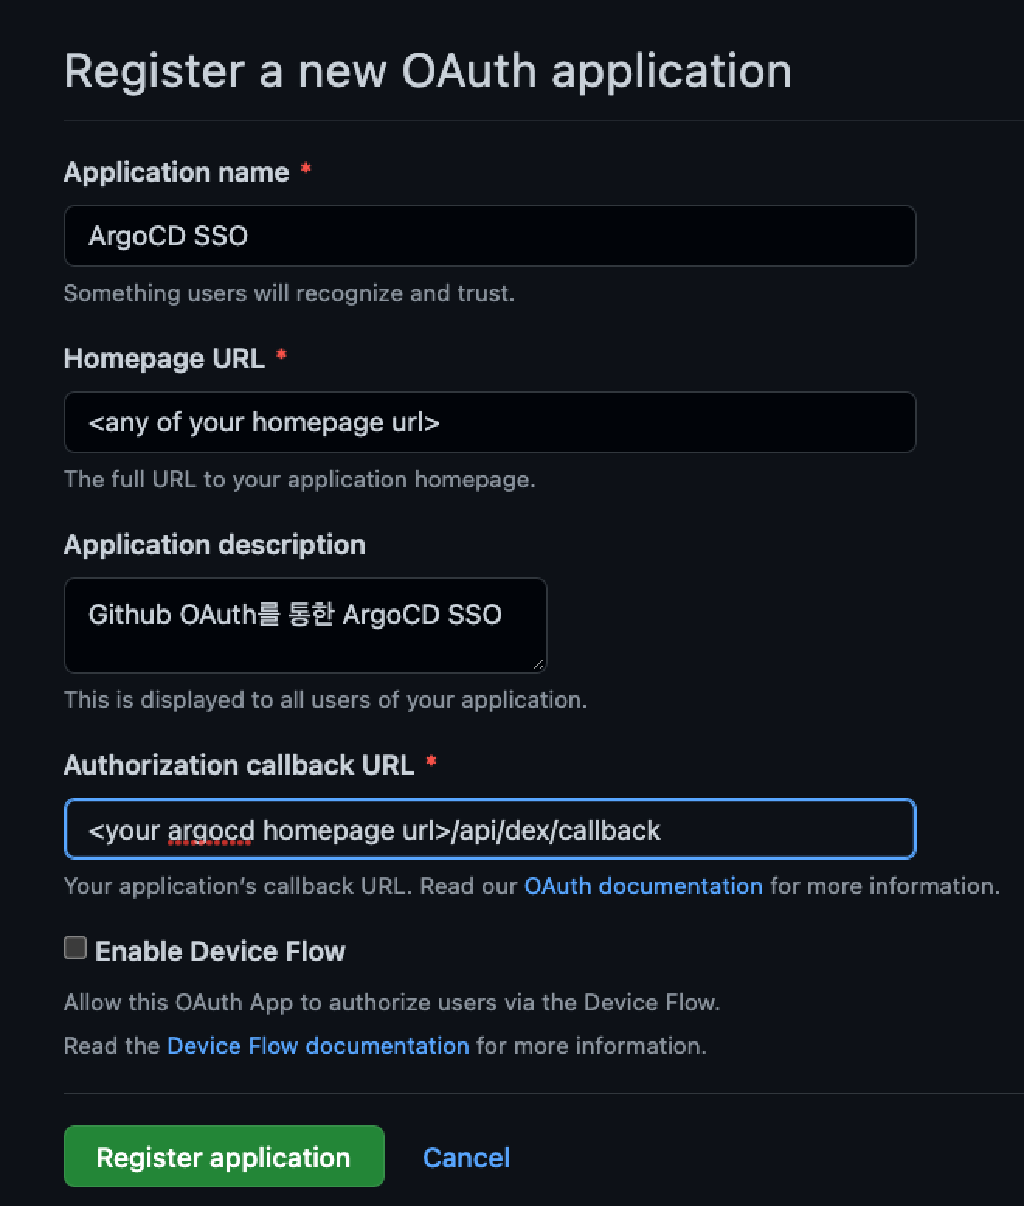 Register a new OAuth application
Application name *
ArgoCD SSO
Something users will recognize and trust.
Homepage URL *
<any of your homepage url>
The full URL to your application homepage.
Application description
Github OAuth를 통한 ArgoCD SSO
This is displayed to all users of your application.
Authorization callback URL *
<your argocd homepage url>/api/dex/callback
Your application's callback URL. Read our OAuth documentation for more information.
Enable Device Flow
Allow this OAuth App to authorize users via the Device Flow.
Read the Device Flow documentation for more information.
Register application Cancel